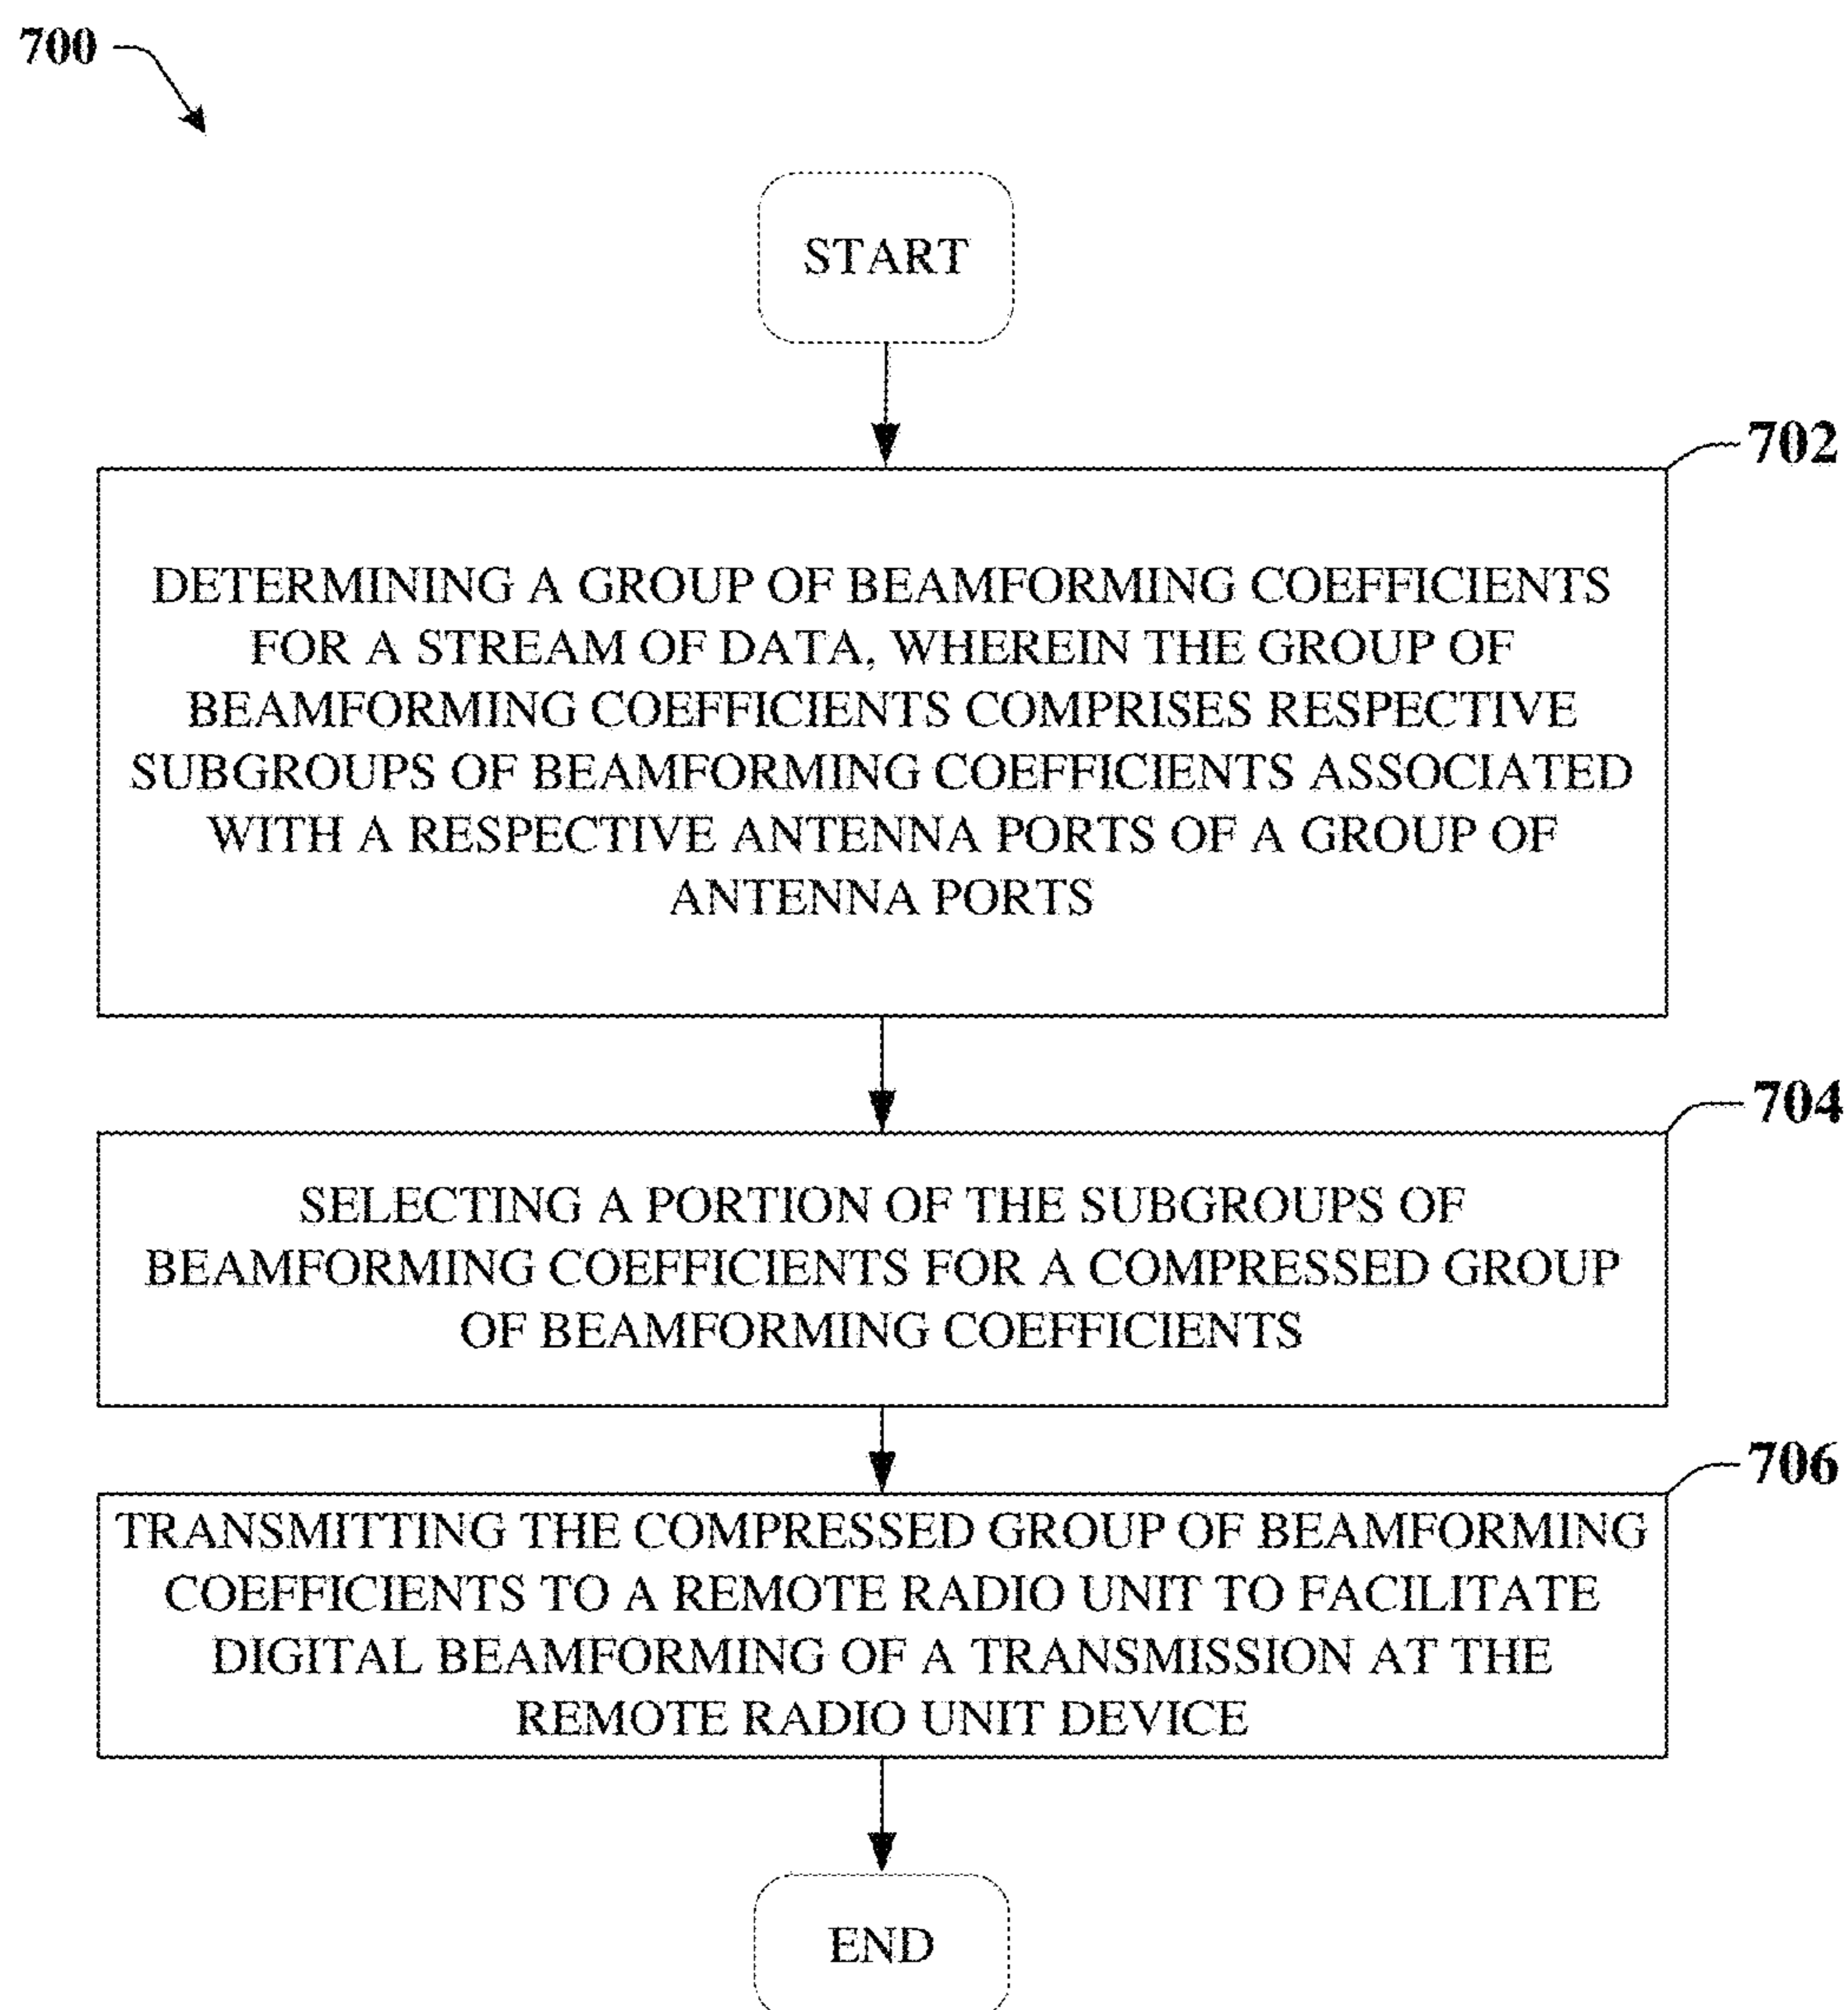 700
START
702
DETERMINING A GROUP OF BEAMFORMING COEFFICIENTS
FOR A STREAM OF DATA, WHEREIN THE GROUP OF
BEAMFORMING COEFFICIENTS COMPRISES RESPECTIVE
SUBGROUPS OF BEAMFORMING COEFFICIENTS ASSOCIATED
WITH A RESPECTIVE ANTENNA PORTS OF A GROUP OF
ANTENNA PORTS
704
SELECTING A PORTION OF THE SUBGROUPS OF
BEAMFORMING COEFFICIENTS FOR A COMPRESSED GROUP
OF BEAMFORMING COEFFICIENTS
706
TRANSMITTING THE COMPRESSED GROUP OF BEAMFORMING
COEFFICIENTS TO A REMOTE RADIO UNIT TO FACILITATE
DIGITAL BEAMFORMING OF A TRANSMISSION AT THE
REMOTE RADIO UNIT DEVICE
END